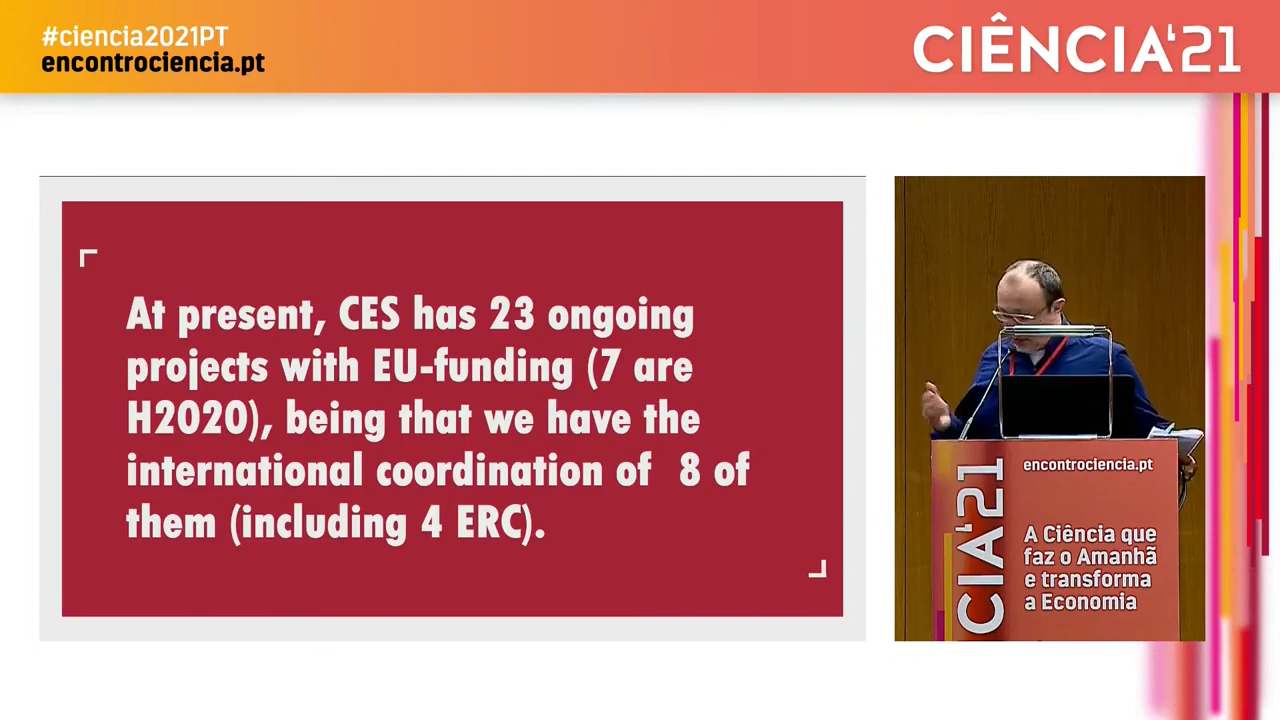 #ciencia2021PT
encontrociencia.pt
CIÊNCIA'21
At present, CES has 23 ongoing
projects with EU-funding (7 are
H2020), being that we have the
international coordination of 8 of
them (including 4 ERC).
CIA'21
encontrociencia.pt
A Ciência que
faz o Amanhã
e transforma
a Economia